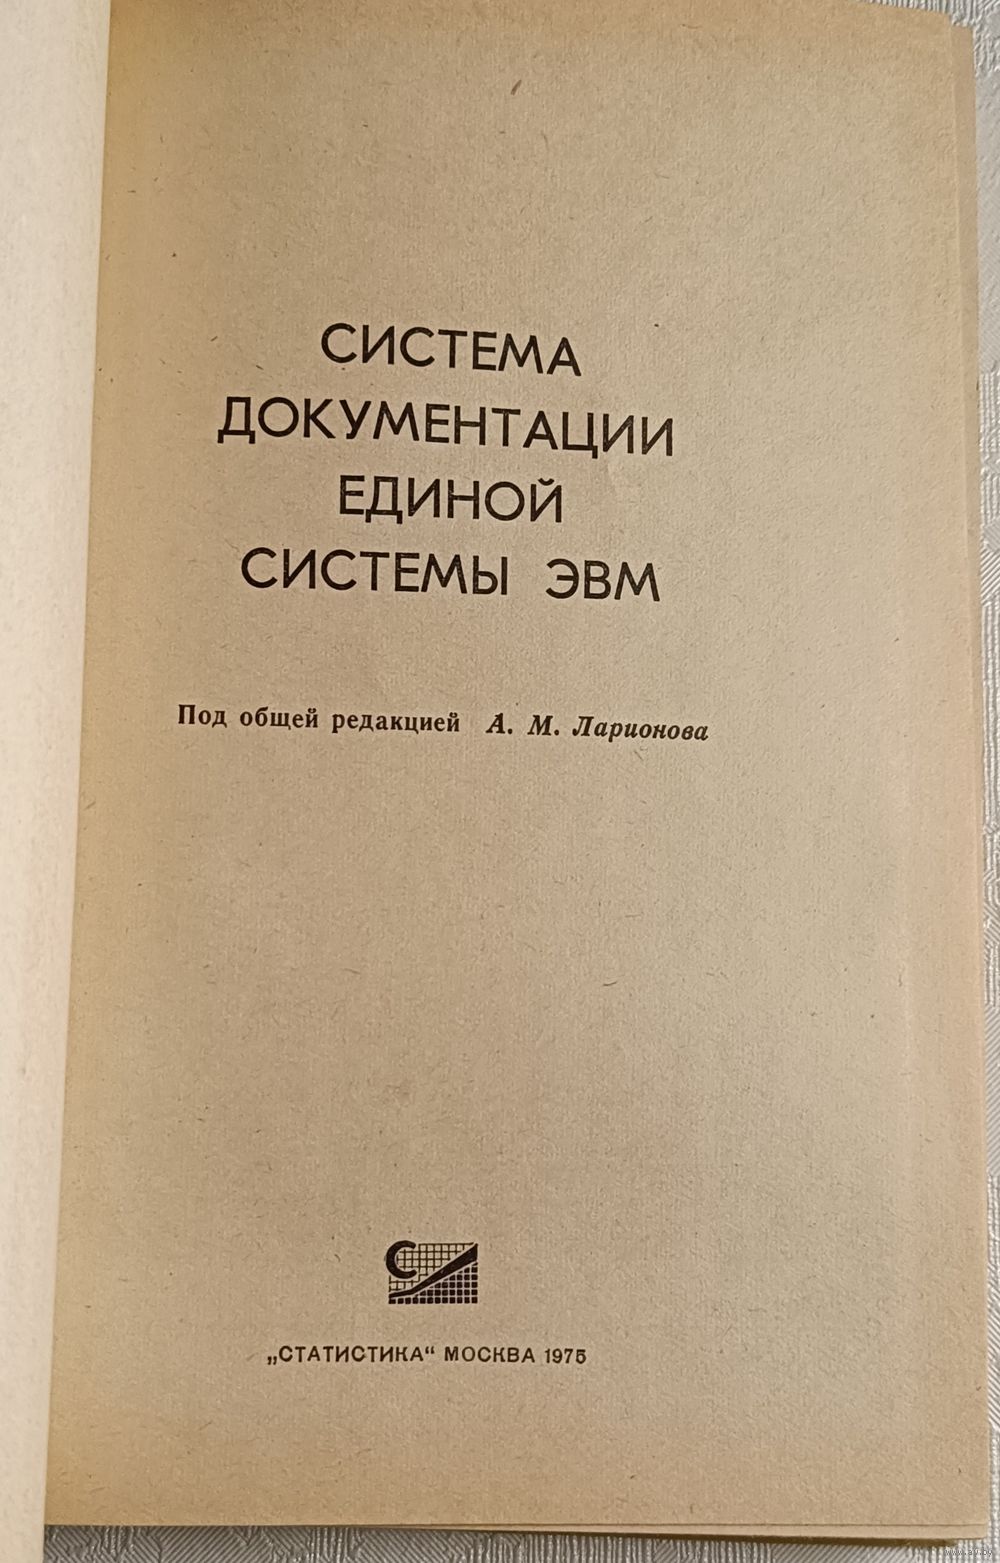 СИСТЕМА
ДОКУМЕНТАЦИИ
ЕДИНОЙ
СИСТЕМЫ ЭВМ
Под общей редакцией А. М. Ларионова
С
„СТАТИСТИКА“ МОСКВА 1975